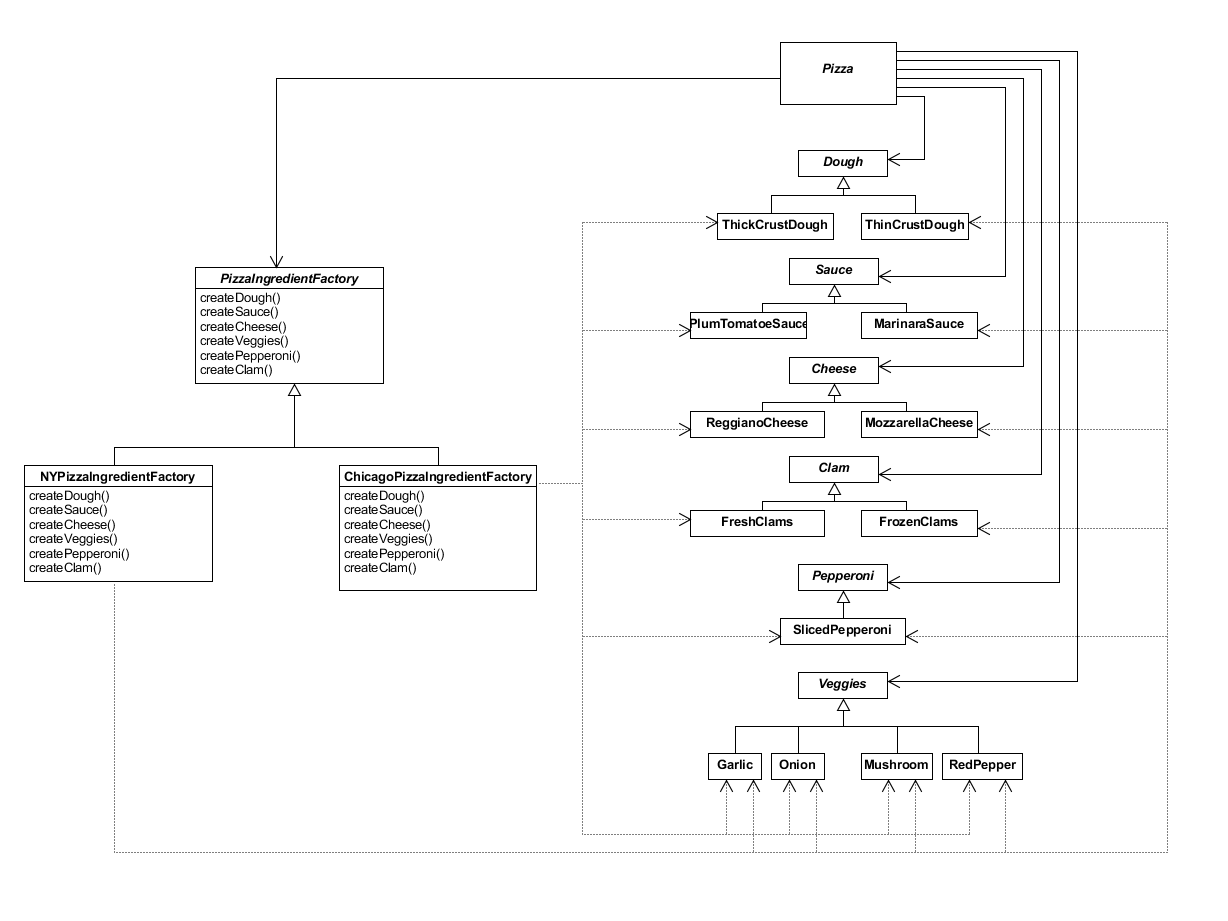 Pizza
Dough
ThickCrustDough
ThinCrustDough
Sauce
PlumTomatoeSauce
MarinaraSauce
Cheese
ReggianoCheese
MozzarellaCheese
Clam
FreshClams
FrozenClams
Pepperoni
SlicedPepperoni
Veggies
Garlic
Onion
Mushroom
RedPepper
PizzaIngredientFactory
createDough()
createSauce()
createCheese()
createVeggies()
createPepperoni()
createClam()
NYPizzaIngredientFactory
createDough()
createSauce()
createCheese()
createVeggies()
createPepperoni()
createClam()
ChicagoPizzaIngredientFactory
createDough()
createSauce()
createCheese()
createVeggies()
createPepperoni()
createClam()